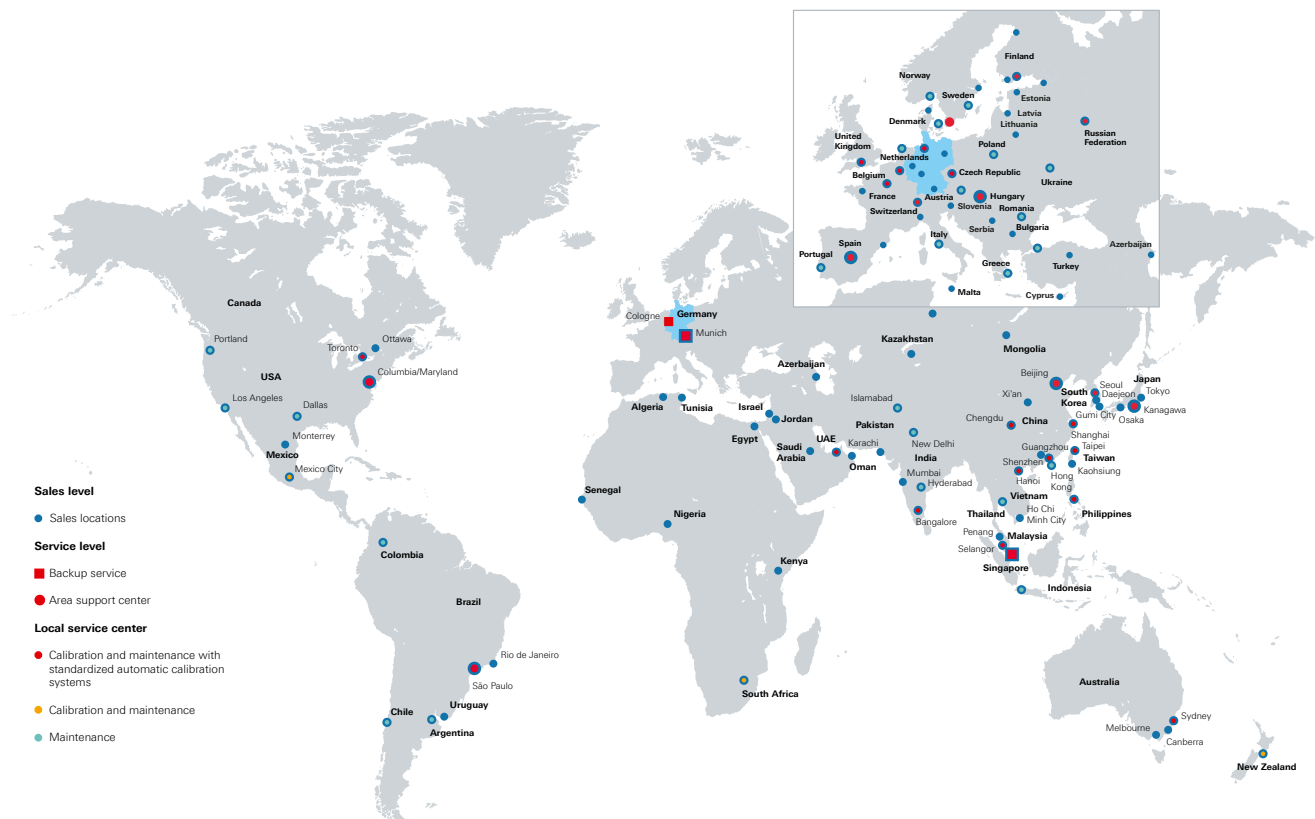 Norway
Finland
Sweden
Estonia
Latvia
Lithuania
Denmark
Russian
Federation
United
Kingdom
Poland
Netherlands
Czech Republic
Belgium
Ukraine
France
Austria
Hungary
Switzerland
Slovenia
Romania
Serbia
Bulgaria
Italy
Spain
Portugal
Azerbaijan
Greece
Turkey
Malta
Cyprus
Canada
Portland
Toronto
Ottawa
Columbia/Maryland
USA
Los Angeles
Dallas
Monterrey
Mexico
Mexico City
Colombia
Brazil
Rio de Janeiro
São Paulo
Uruguay
Chile
Argentina
Cologne
Germany
Munich
Azerbaijan
Kazakhstan
Mongolia
Algeria
Tunisia
Israel
Jordan
Egypt
Saudi
Arabia
UAE
Oman
Karachi
Islamabad
Pakistan
New Delhi
India
Mumbai
Hyderabad
Bangalore
Senegal
Nigeria
Kenya
South Africa
Beijing
Xi'an
Chengdu
China
South
Korea
Seoul
Daejeon
Gumi City
Japan
Tokyo
Kanagawa
Osaka
Shanghai
Taipei
Taiwan
Kaohsiung
Guangzhou
Shenzhen
Hong
Kong
Hanoi
Vietnam
Ho Chi
Minh City
Thailand
Philippines
Penang
Malaysia
Selangor
Singapore
Indonesia
Australia
Sydney
Melbourne
Canberra
New Zealand
Sales level
Sales locations
Service level
Backup service
Area support center
Local service center
Calibration and maintenance with
standardized automatic calibration
systems
Calibration and maintenance
Maintenance